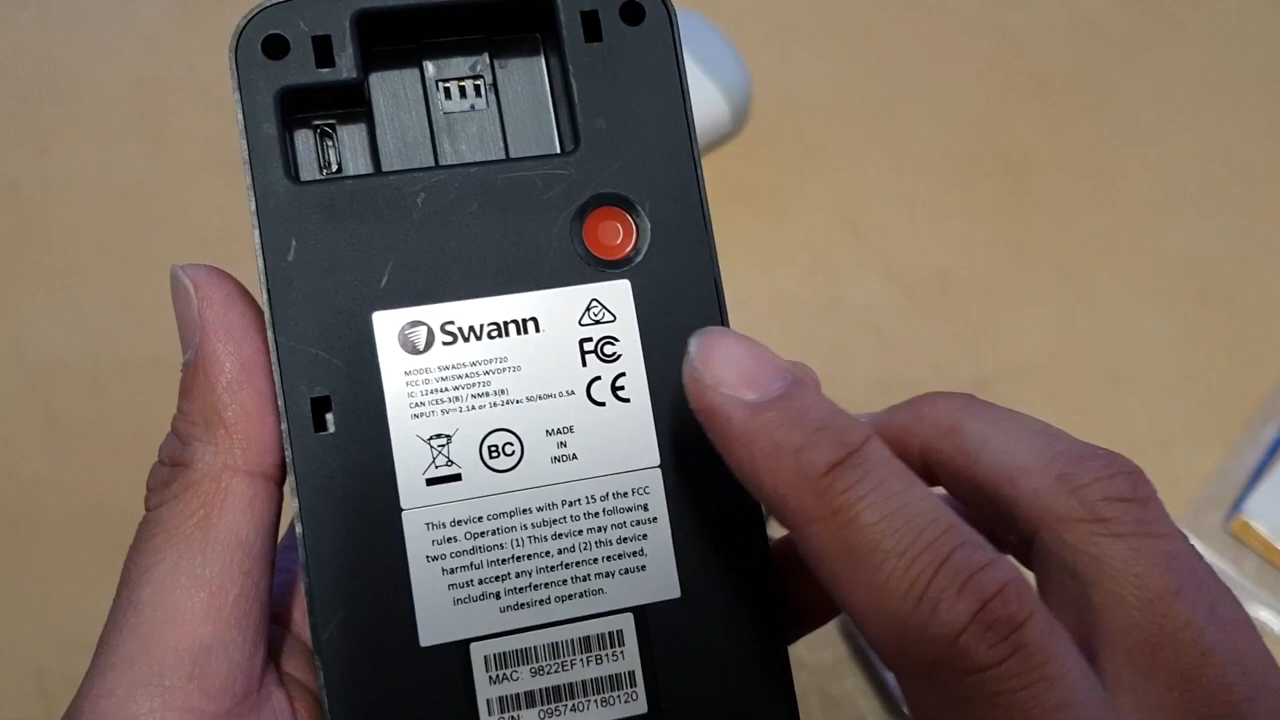 Swann
MODEL: SWADS-WVDP720
FCC ID: VMISWADS-WVDP720
IC: 12494A-WVDP720
CAN ICES-3(B) / NMB-3(B)
INPUT: 5V⎓2.1A or 16-24Vac 50/60Hz 0.5A
FC
CE
BC
MADE
IN
INDIA
This device complies with Part 15 of the FCC
rules. Operation is subject to the following
two conditions: (1) This device may not cause
harmful interference, and (2) this device
must accept any interference received,
including interference that may cause
undesired operation.
MAC: 9822EF1FB151
S/N: 0957407180120